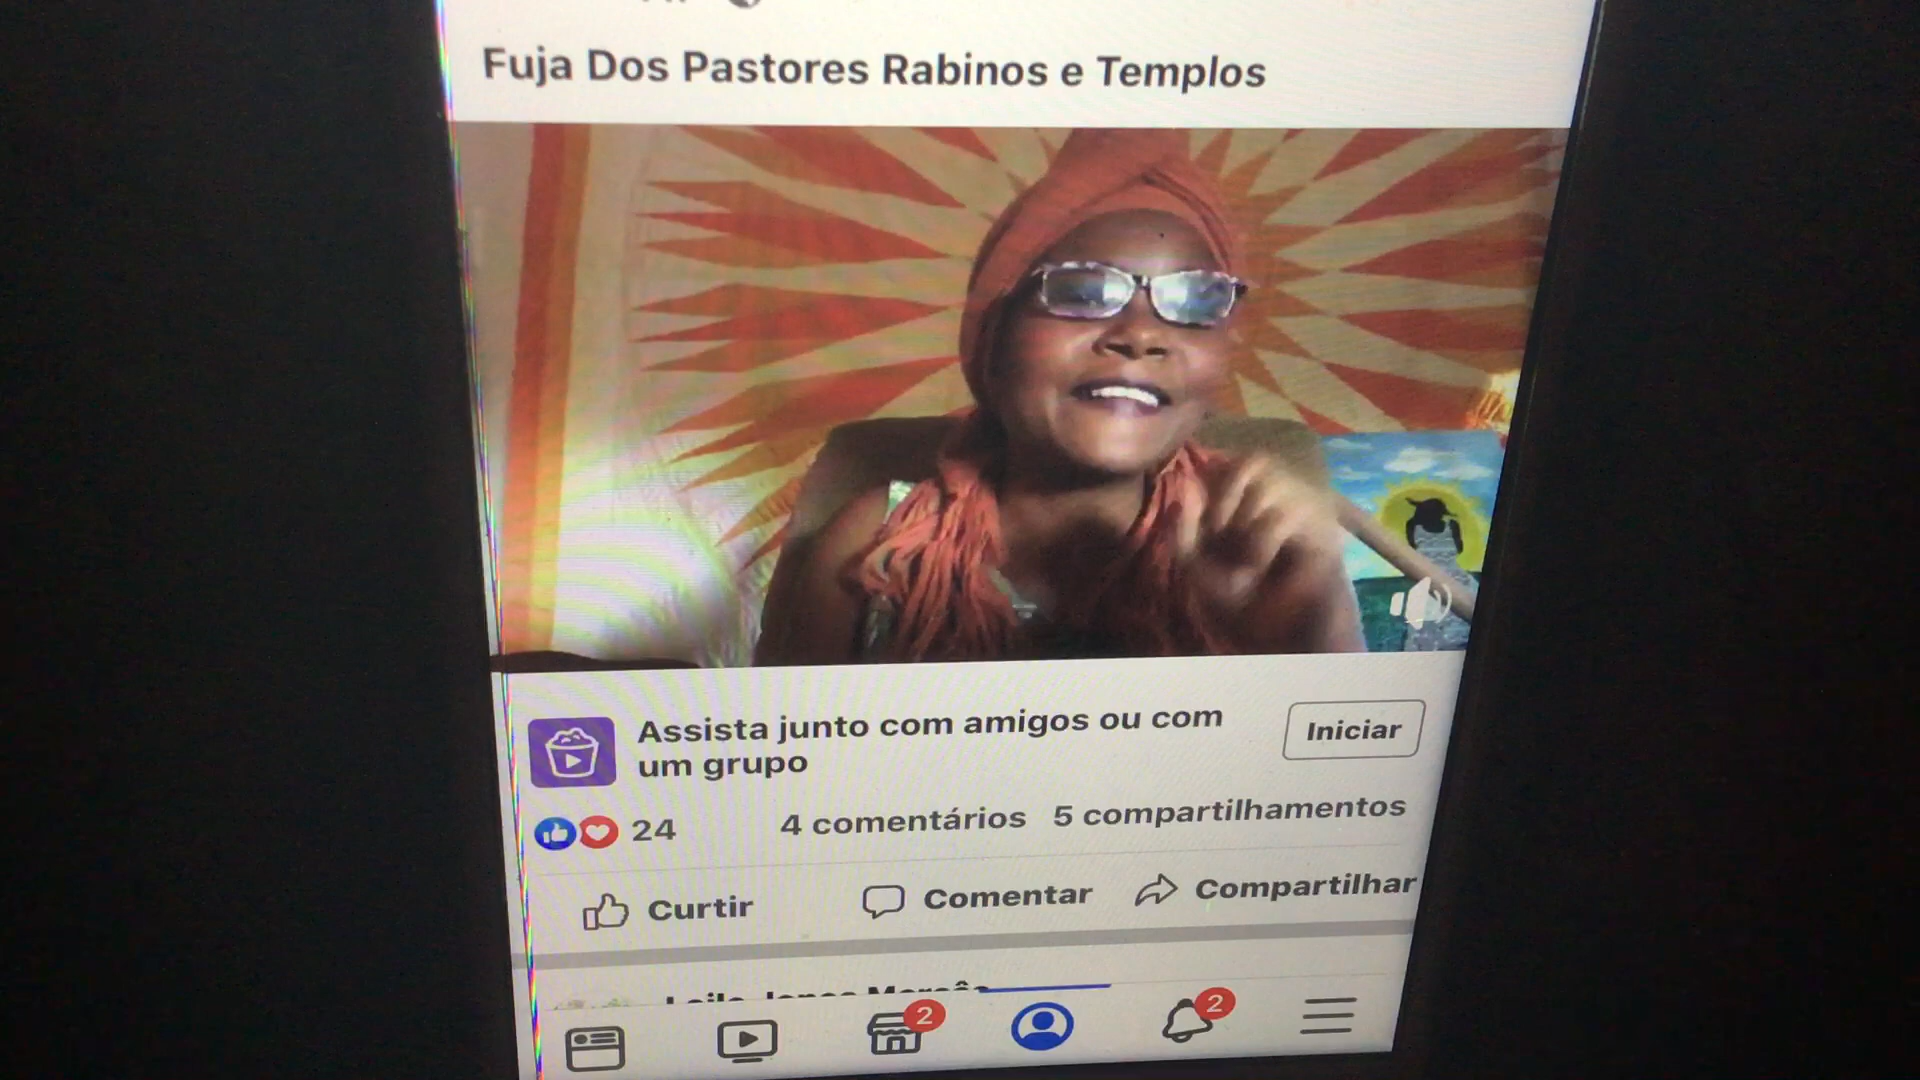 Fuja Dos Pastores Rabinos e Templos
Assista junto com amigos ou com
um grupo
Iniciar
24
4 comentários
5 compartilhamentos
Curtir
Comentar
Compartilhar
2
2